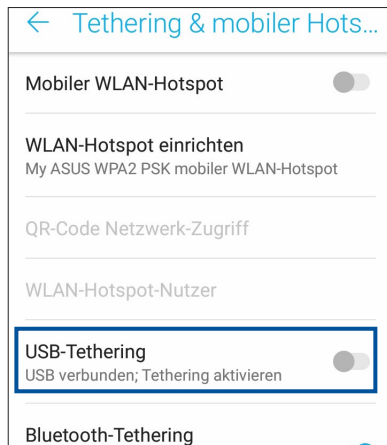 ← Tethering & mobiler Hots...
Mobiler WLAN-Hotspot
WLAN-Hotspot einrichten
My ASUS WPA2 PSK mobiler WLAN-Hotspot
QR-Code Netzwerk-Zugriff
WLAN-Hotspot-Nutzer
USB-Tethering
USB verbunden; Tethering aktivieren
Bluetooth-Tethering